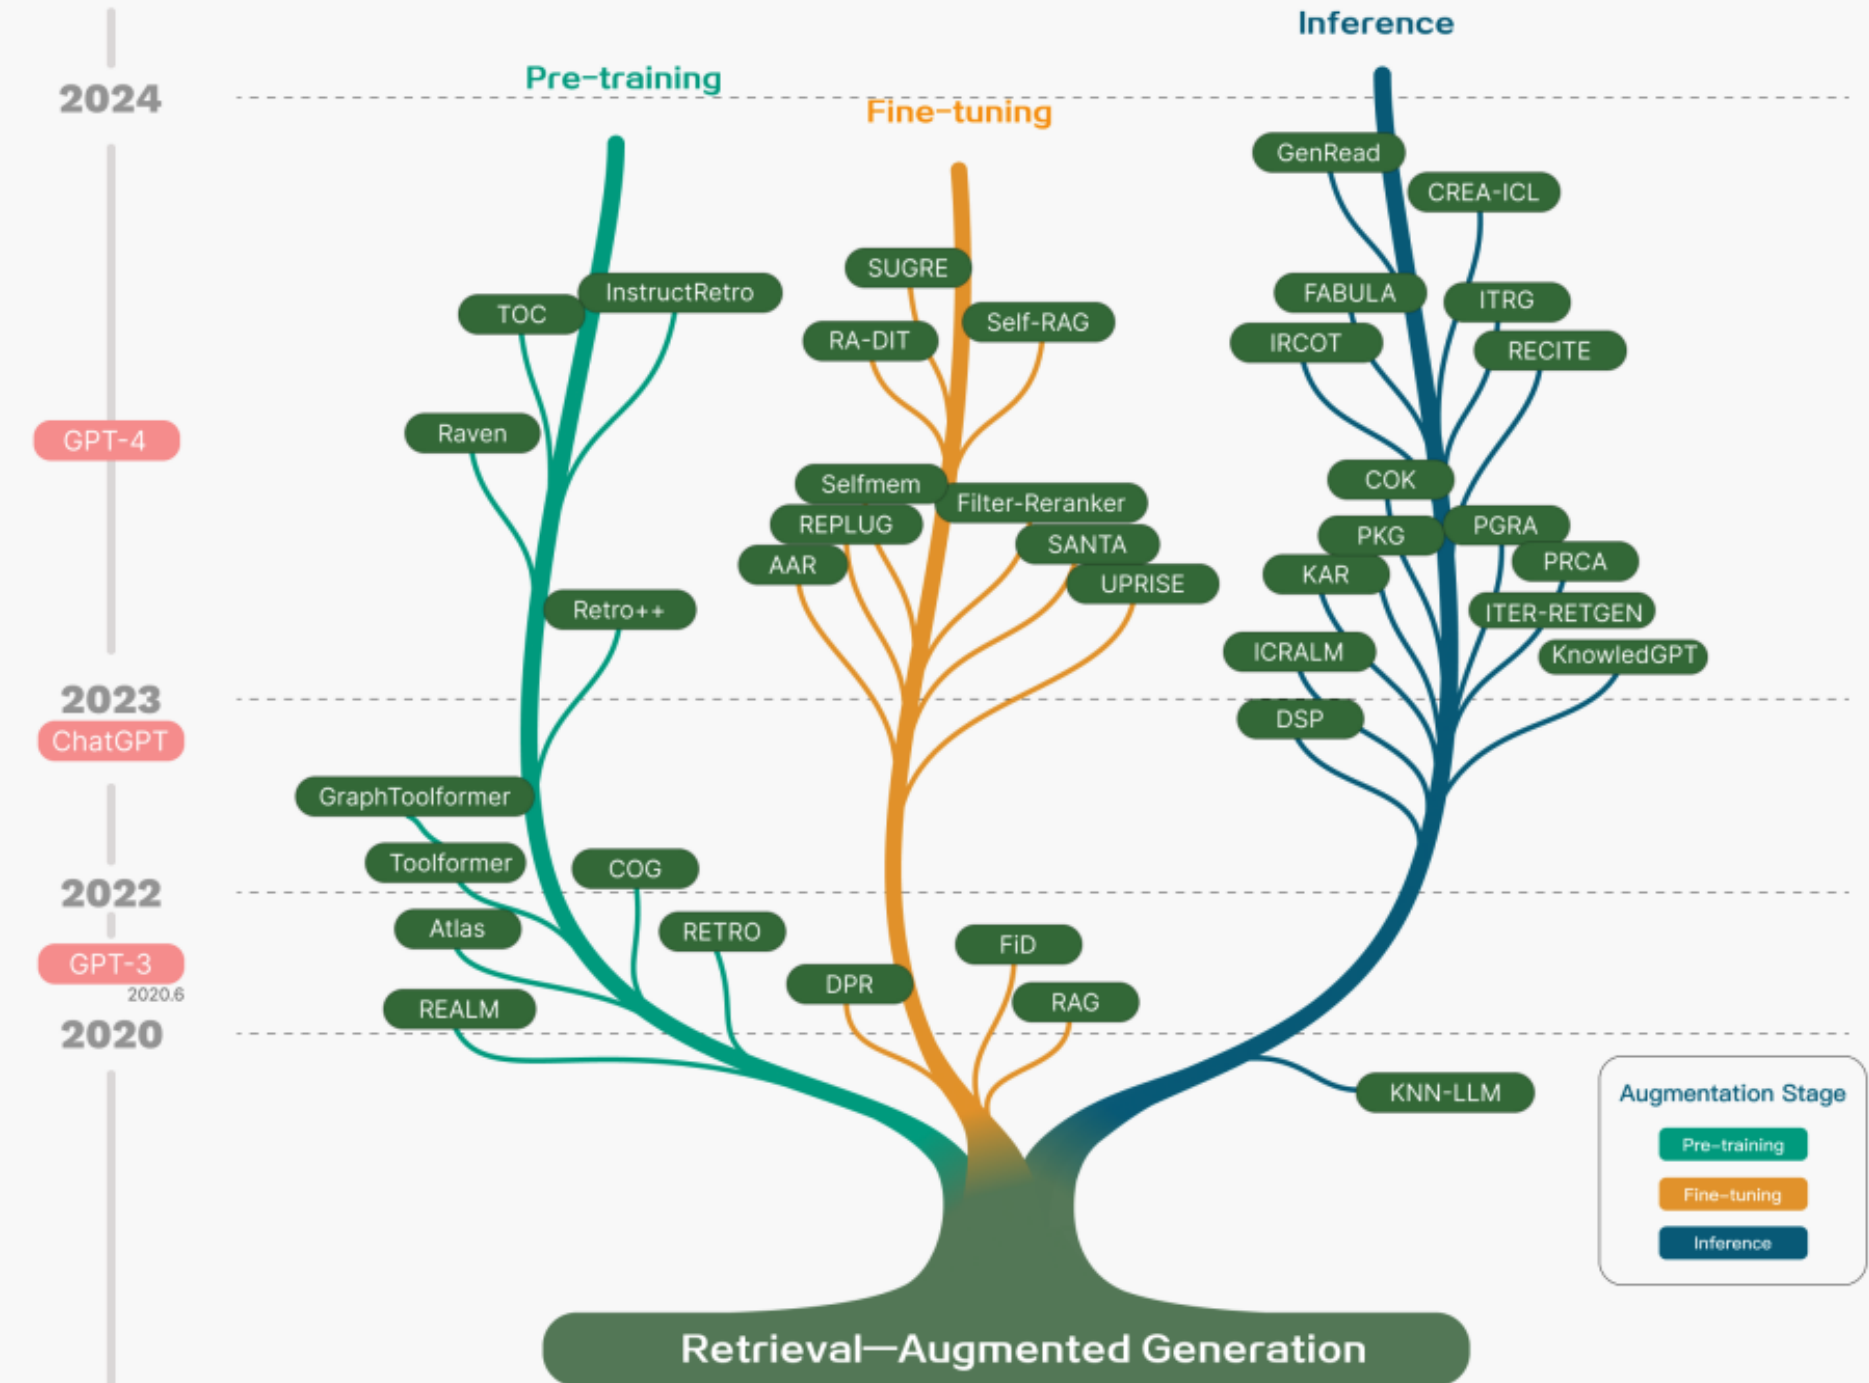 Inference
Pre-training
2024
Fine-tuning
GenRead
CREA-ICL
SUGRE
InstructRetro
FABULA
ITRG
TOC
Self-RAG
RA-DIT
IRCOT
RECITE
Raven
GPT-4
COK
Selfmem
Filter-Reranker
REPLUG
PGRA
PKG
SANTA
PRCA
AAR
KAR
UPRISE
Retro++
ITER-RETGEN
ICRALM
KnowledGPT
2023
DSP
ChatGPT
GraphToolformer
Toolformer
COG
2022
Atlas
RETRO
FiD
GPT-3
2020.6
DPR
RAG
REALM
2020
KNN-LLM
Augmentation Stage
Pre-training
Fine-tuning
Inference
Retrieval—Augmented Generation